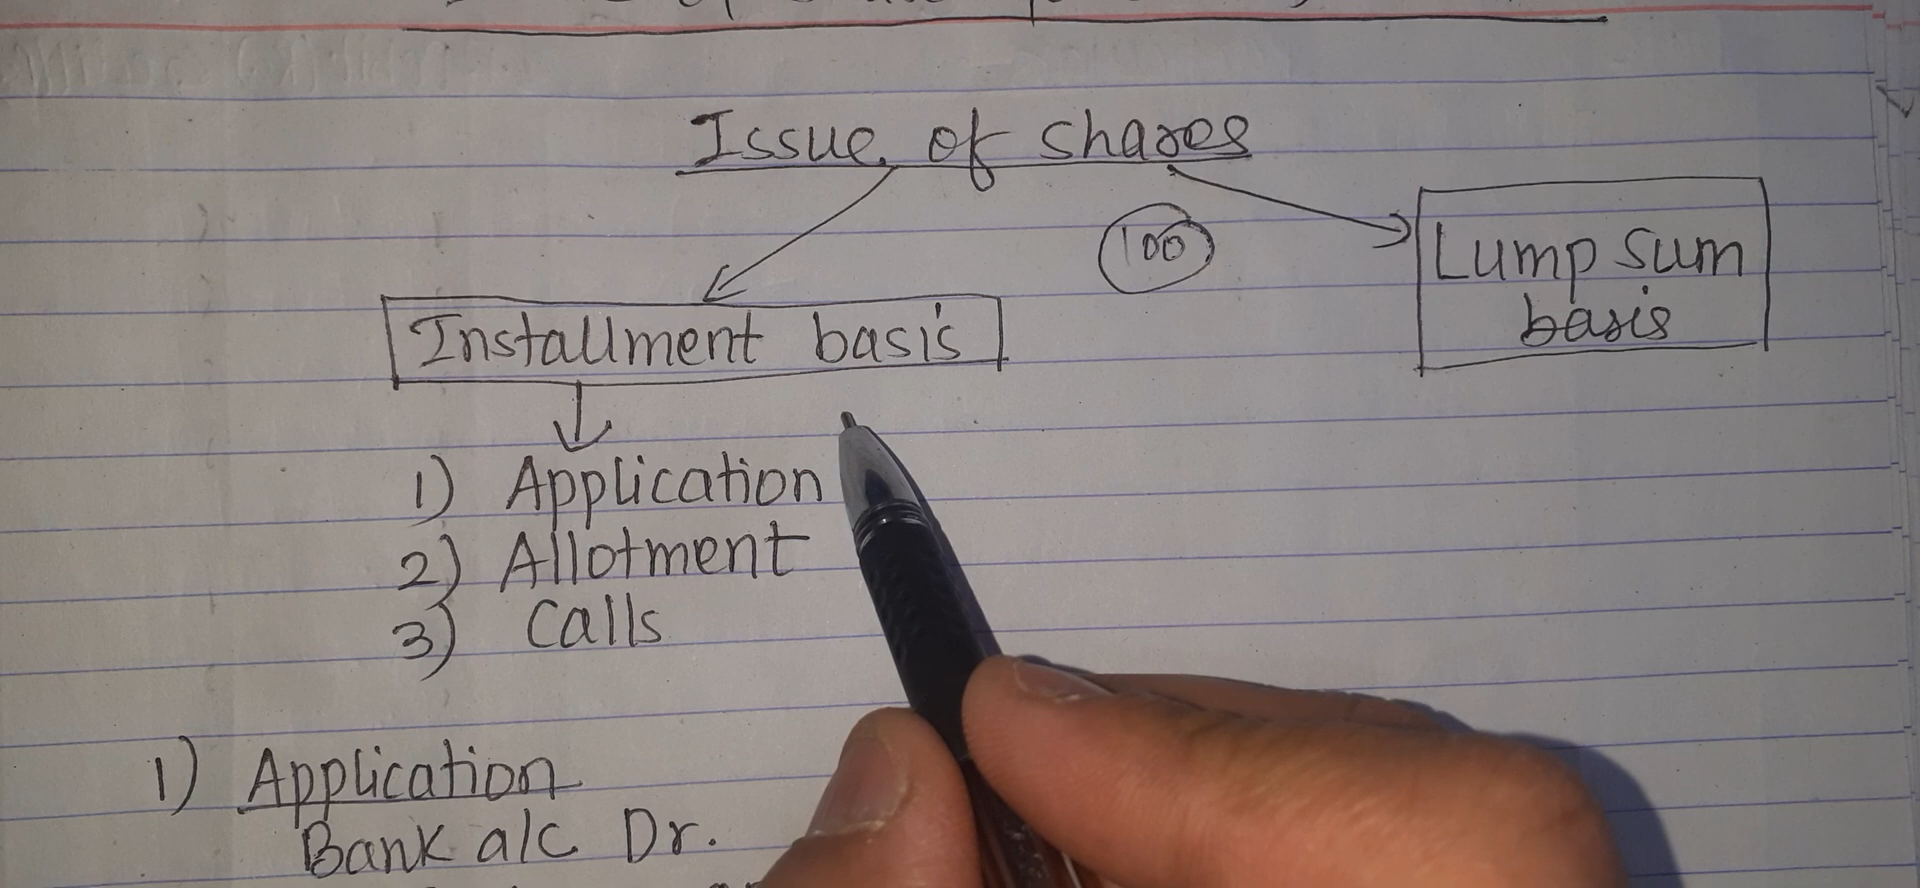 Issue of shares
100
Lump sum
basis
Installment basis
1) Application
2) Allotment
3) Calls
1) Application
Bank a/c Dr.